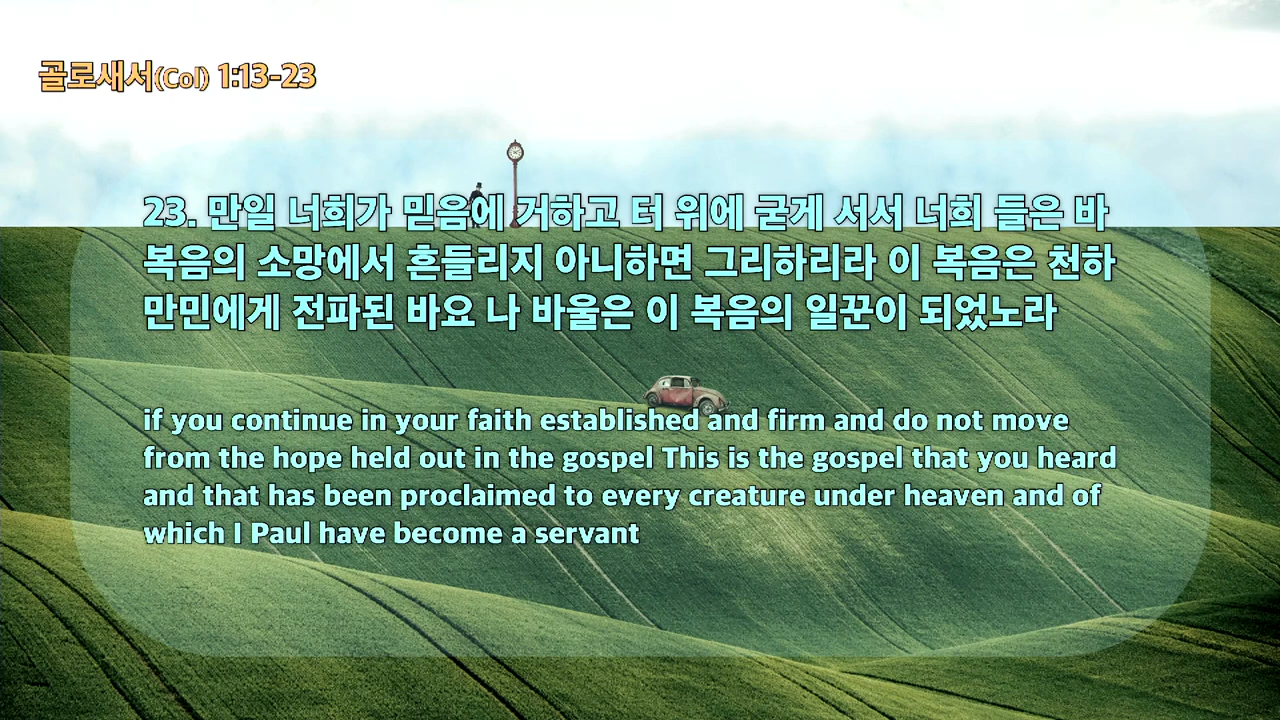 골로새서(Col) 1:13-23
23. 만일 너희가 믿음에 거하고 터 위에 굳게 서서 너희 들은 바
복음의 소망에서 흔들리지 아니하면 그리하리라 이 복음은 천하
만민에게 전파된 바요 나 바울은 이 복음의 일꾼이 되었노라
if you continue in your faith established and firm and do not move
from the hope held out in the gospel This is the gospel that you heard
and that has been proclaimed to every creature under heaven and of
which I Paul have become a servant